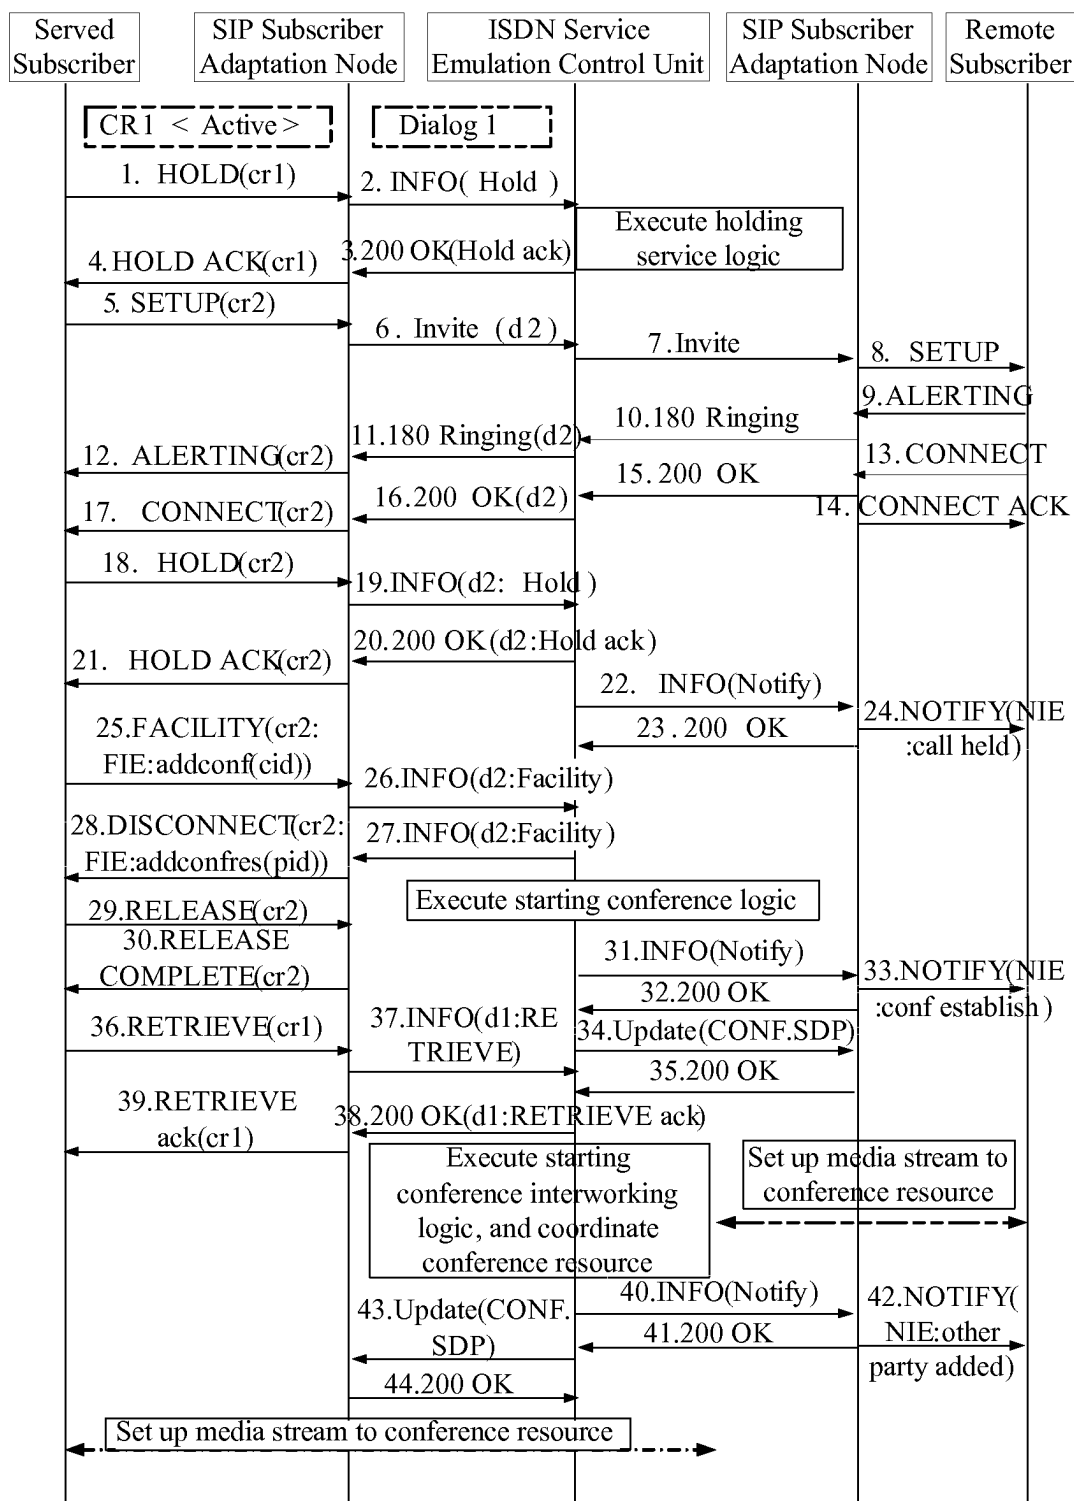 Served
Subscriber
SIP Subscriber
Adaptation Node
ISDN Service
Emulation Control Unit
SIP Subscriber
Adaptation Node
Remote
Subscriber
CR1 < Active >
Dialog 1
1. HOLD(cr1)
2. INFO( Hold )
Execute holding
service logic
3.200 OK(Hold ack)
4.HOLD ACK(cr1)
5. SETUP(cr2)
6. Invite (d2)
7.Invite
8. SETUP
9.ALERTING
10.180 Ringing
11.180 Ringing(d2)
12. ALERTING(cr2)
13.CONNECT
15.200 OK
16.200 OK(d2)
14. CONNECT ACK
17. CONNECT(cr2)
18. HOLD(cr2)
19.INFO(d2: Hold )
20.200 OK(d2:Hold ack)
21. HOLD ACK(cr2)
22. INFO(Notify)
23.200 OK
24.NOTIFY(NIE
:call held)
25.FACILITY(cr2:
FIE:addconf(cid))
26.INFO(d2:Facility)
27.INFO(d2:Facility)
28.DISCONNECT(cr2:
FIE:addconfres(pid))
Execute starting conference logic
29.RELEASE(cr2)
30.RELEASE
COMPLETE(cr2)
31.INFO(Notify)
32.200 OK
33.NOTIFY(NIE
:conf establish)
36.RETRIEVE(cr1)
37.INFO(d1:RE
TRIEVE)
34.Update(CONF.SDP)
35.200 OK
39.RETRIEVE
ack(cr1)
38.200 OK(d1:RETRIEVE ack)
Execute starting
conference interworking
logic, and coordinate
conference resource
Set up media stream to
conference resource
40.INFO(Notify)
41.200 OK
42.NOTIFY(
NIE:other
party added)
43.Update(CONF.
SDP)
44.200 OK
Set up media stream to conference resource